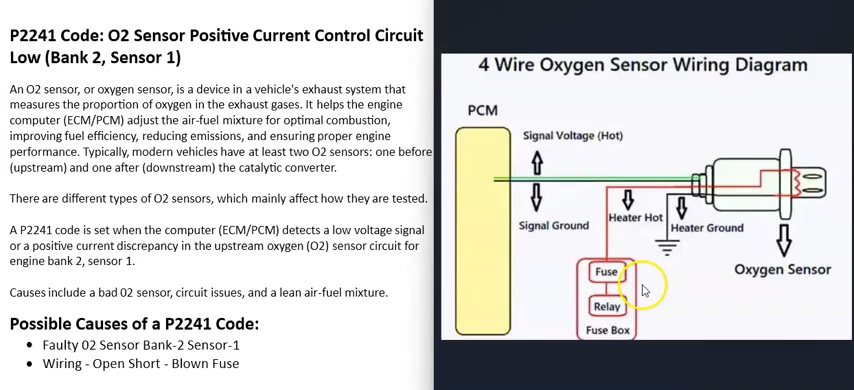 P2241 Code: O2 Sensor Positive Current Control Circuit
Low (Bank 2, Sensor 1)
An O2 sensor, or oxygen sensor, is a device in a vehicle's exhaust system that
measures the proportion of oxygen in the exhaust gases. It helps the engine
computer (ECM/PCM) adjust the air-fuel mixture for optimal combustion,
improving fuel efficiency, reducing emissions, and ensuring proper engine
performance. Typically, modern vehicles have at least two O2 sensors: one before
(upstream) and one after (downstream) the catalytic converter.
There are different types of O2 sensors, which mainly affect how they are tested.
A P2241 code is set when the computer (ECM/PCM) detects a low voltage signal
or a positive current discrepancy in the upstream oxygen (O2) sensor circuit for
engine bank 2, sensor 1.
Causes include a bad 02 sensor, circuit issues, and a lean air-fuel mixture.
Possible Causes of a P2241 Code:
• Faulty 02 Sensor Bank-2 Sensor-1
• Wiring - Open Short - Blown Fuse
4 Wire Oxygen Sensor Wiring Diagram
PCM
Signal Voltage (Hot)
Signal Ground
Heater Hot
Heater Ground
Oxygen Sensor
Fuse
Relay
Fuse Box